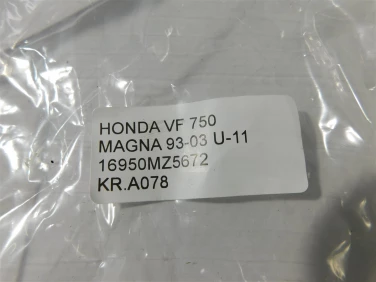 HONDA VF 750
MAGNA 93-03 U-11
16950MZ5672
KR.A078